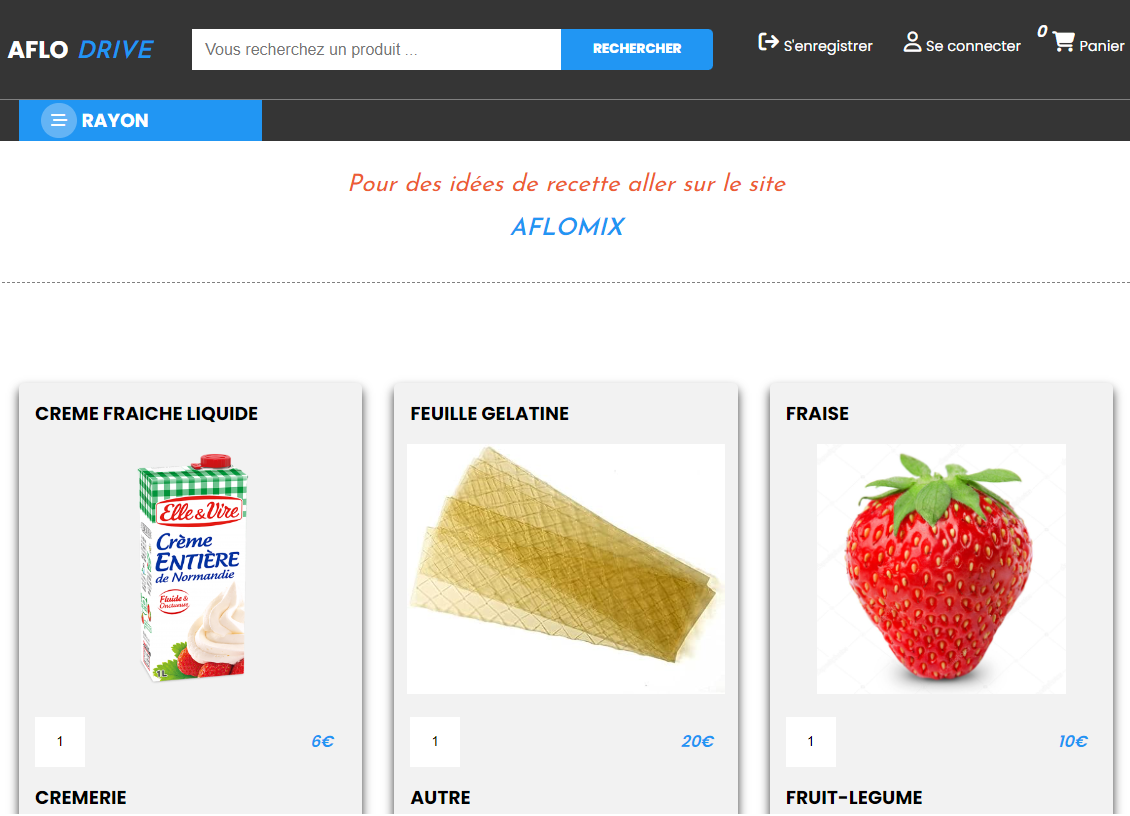 AFLO DRIVE
Vous recherchez un produit ...
RECHERCHER
S'enregistrer
Se connecter
0
Panier
RAYON
Pour des idées de recette aller sur le site
AFLOMIX
CREME FRAICHE LIQUIDE
Elle & Vire
Crème
ENTIÈRE
de Normandie
Fluide &
Onctueuse
1L
1
6€
CREMERIE
FEUILLE GELATINE
1
20€
AUTRE
FRAISE
1
10€
FRUIT-LEGUME